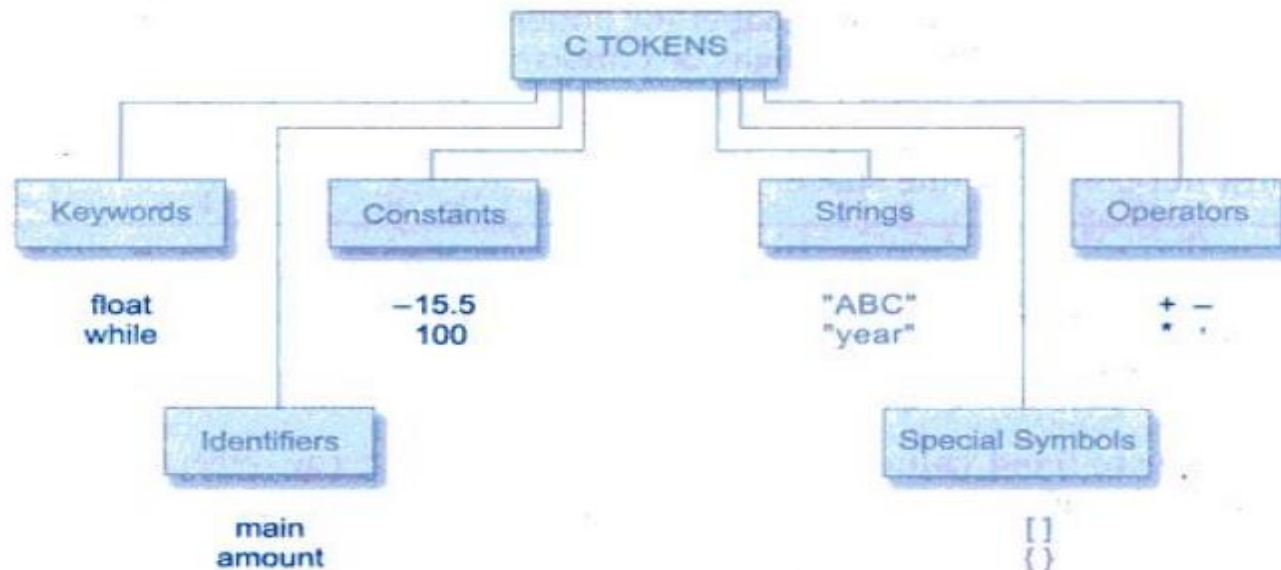 C TOKENS
Keywords
Constants
Strings
Operators
float
while
–15.5
100
"ABC"
"year"
+ –
*
Identifiers
Special Symbols
main
amount
[ ]
{ }